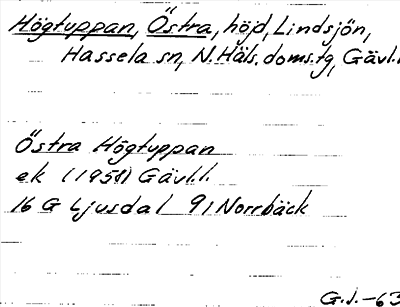 Högtuppan, Östra, höjd, Lindsjön,
Hassela sn, N. Häls. doms.tg, Gävl.l.
Östra Högtuppan
ek (1958) Gävl.l.
16 G Ljusdal 9 i Norrbäck
G.J. -63